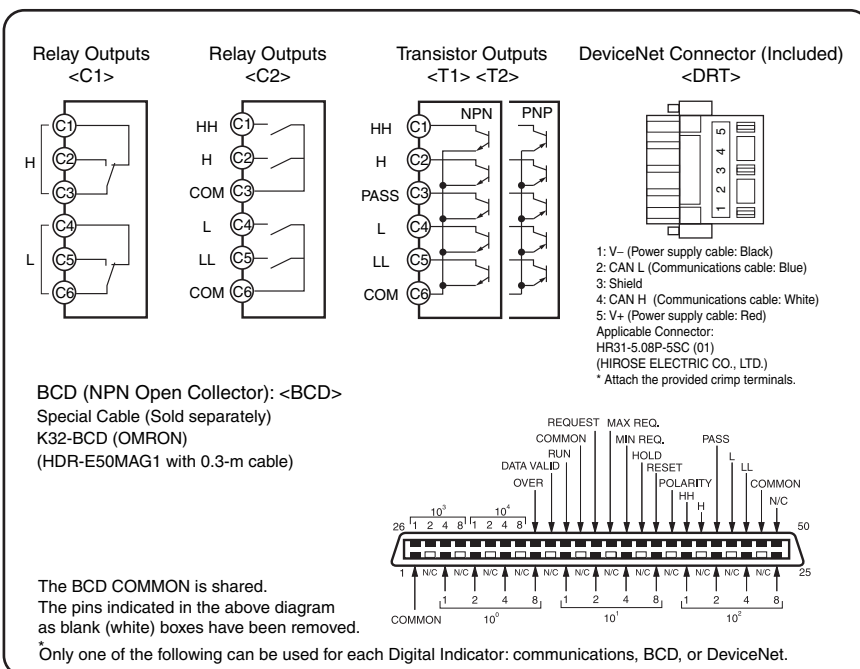 Relay Outputs
<C1>
H
L
C1
C2
C3
C4
C5
C6
Relay Outputs
<C2>
HH
H
COM
L
LL
COM
C1
C2
C3
C4
C5
C6
Transistor Outputs
<T1> <T2>
NPN
PNP
HH
H
PASS
L
LL
COM
C1
C2
C3
C4
C5
C6
DeviceNet Connector (Included)
<DRT>
1 2 3 4 5
1: V– (Power supply cable: Black)
2: CAN L (Communications cable: Blue)
3: Shield
4: CAN H (Communications cable: White)
5: V+ (Power supply cable: Red)
Applicable Connector:
HR31-5.08P-5SC (01)
(HIROSE ELECTRIC CO., LTD.)
* Attach the provided crimp terminals.
BCD (NPN Open Collector): <BCD>
Special Cable (Sold separately)
K32-BCD (OMRON)
(HDR-E50MAG1 with 0.3-m cable)
REQUEST
MAX REQ.
COMMON
MIN REQ.
PASS
RUN
HOLD
L
DATA VALID
RESET
LL
OVER
POLARITY
COMMON
HH
H
N/C
10³
10⁴
26 1 2 4 8 1 2 4 8 50
1 N/C N/C N/C N/C N/C N/C N/C N/C N/C N/C N/C N/C 25
COMMON
1 2 4 8 1 2 4 8 1 2 4 8
10⁰ 10¹ 10²
The BCD COMMON is shared.
The pins indicated in the above diagram
as blank (white) boxes have been removed.
*Only one of the following can be used for each Digital Indicator: communications, BCD, or DeviceNet.